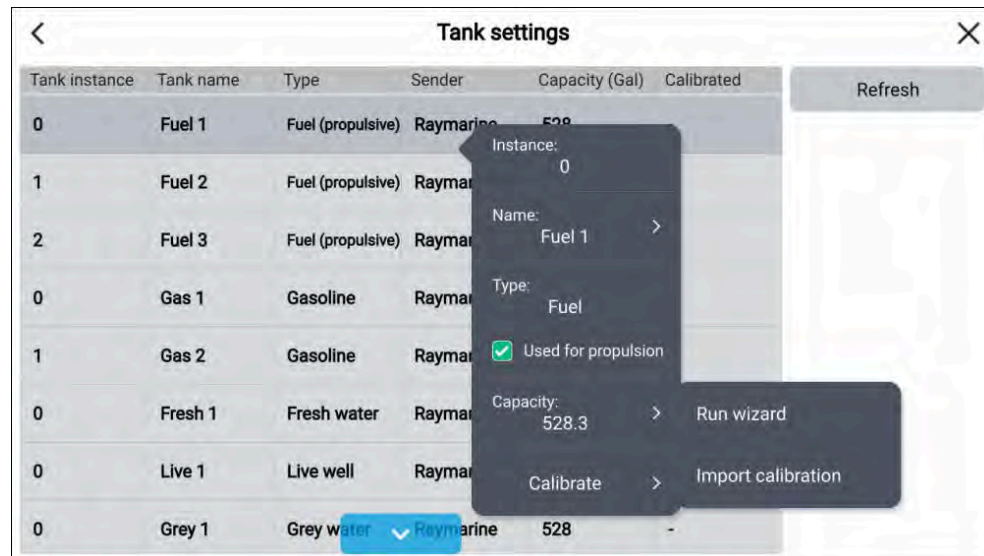 Tank settings
Tank instance Tank name Type Sender Capacity (Gal) Calibrated
Refresh
0 Fuel 1 Fuel (propulsive) Raymarine 528
1 Fuel 2 Fuel (propulsive)
2 Fuel 3 Fuel (propulsive)
0 Gas 1 Gasoline
1 Gas 2 Gasoline
0 Fresh 1 Fresh water
0 Live 1 Live well
0 Grey 1 Grey water Raymarine 528 -
Instance:
0
Name:
Fuel 1
Type:
Fuel
Used for propulsion
Capacity:
528.3
Calibrate
Run wizard
Import calibration